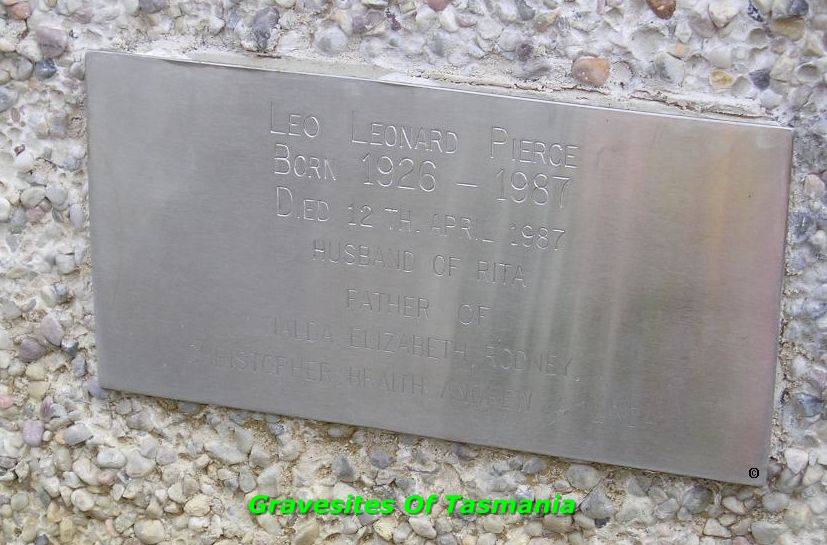 Leo Leonard Pierce
Born 1926 – 1987
Died 12 TH. APRIL 1987
HUSBAND OF RITA
FATHER OF
ELIZABETH, RODNEY,
CHRISTOPHER, ANDREW
©
Gravesites Of Tasmania